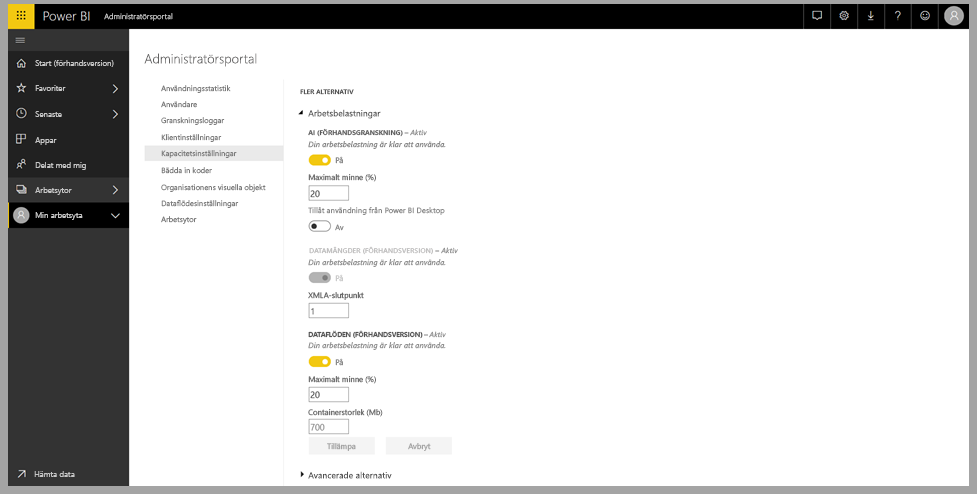 Power BI Administratörsportal
Start (förhandsversion)
Favoriter
Senaste
Appar
Delat med mig
Arbetsytor
Min arbetsyta
Hämta data
Administratörsportal
Användningsstatistik
Användare
Granskningsloggar
Klientinställningar
Kapacitetsinställningar
Bädda in koder
Organisationens visuella objekt
Dataflödesinställningar
Arbetsytor
FLER ALTERNATIV
Arbetsbelastningar
AI (FÖRHANDSGRANSKNING) – Aktiv
Din arbetsbelastning är klar att använda.
På
Maximalt minne (%)
20
Tillåt användning från Power BI Desktop
Av
DATAMÄNGDER (FÖRHANDSVERSION) – Aktiv
Din arbetsbelastning är klar att använda.
På
XMLA-slutpunkt
1
DATAFLÖDEN (FÖRHANDSVERSION) – Aktiv
Din arbetsbelastning är klar att använda.
På
Maximalt minne (%)
20
Containerstorlek (Mb)
700
Tillämpa Avbryt
Avancerade alternativ